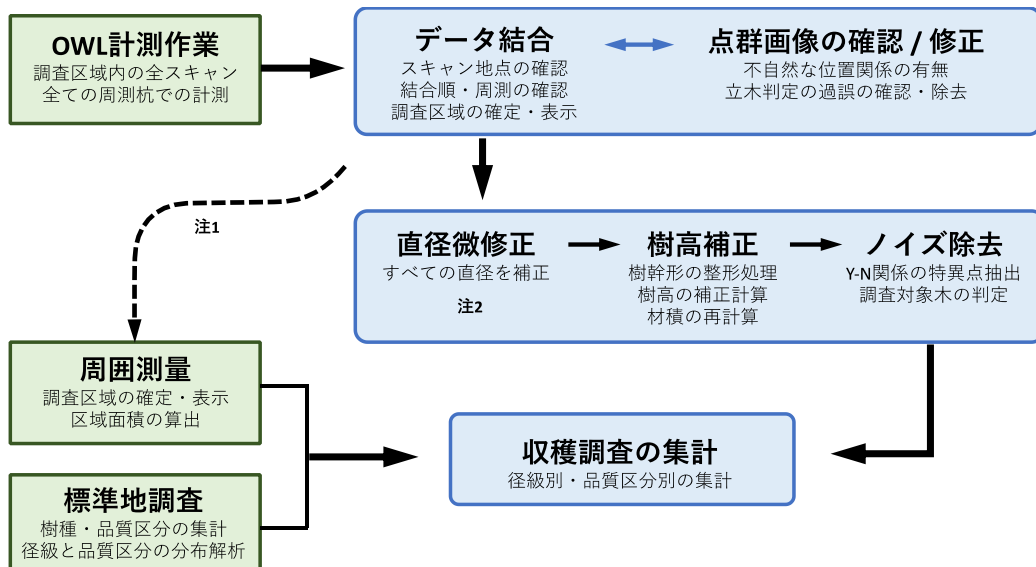 OWL計測作業
調査区域内の全スキャン
全ての周測杭での計測
データ結合
スキャン地点の確認
結合順・周測の確認
調査区域の確定・表示
点群画像の確認 / 修正
不自然な位置関係の有無
立木判定の過誤の確認・除去
注1
直径微修正
すべての直径を補正
注2
樹高補正
樹幹形の整形処理
樹高の補正計算
材積の再計算
ノイズ除去
Y-N関係の特異点抽出
調査対象木の判定
周囲測量
調査区域の確定・表示
区域面積の算出
標準地調査
樹種・品質区分の集計
径級と品質区分の分布解析
収穫調査の集計
径級別・品質区分別の集計